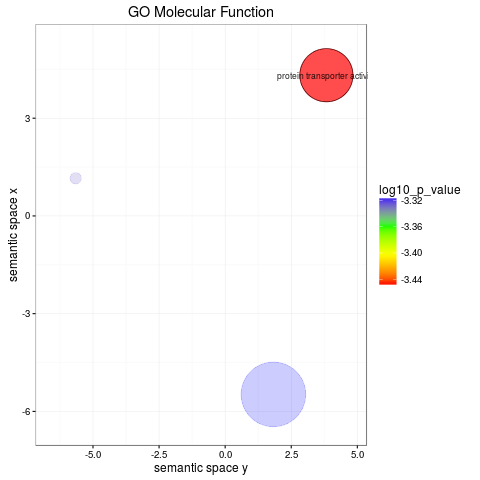 GO Molecular Function
protein transporter activi
3
0
-3
-6
semantic space x
-5.0
-2.5
0.0
2.5
5.0
semantic space y
log10_p_value
-3.32
-3.36
-3.40
-3.44